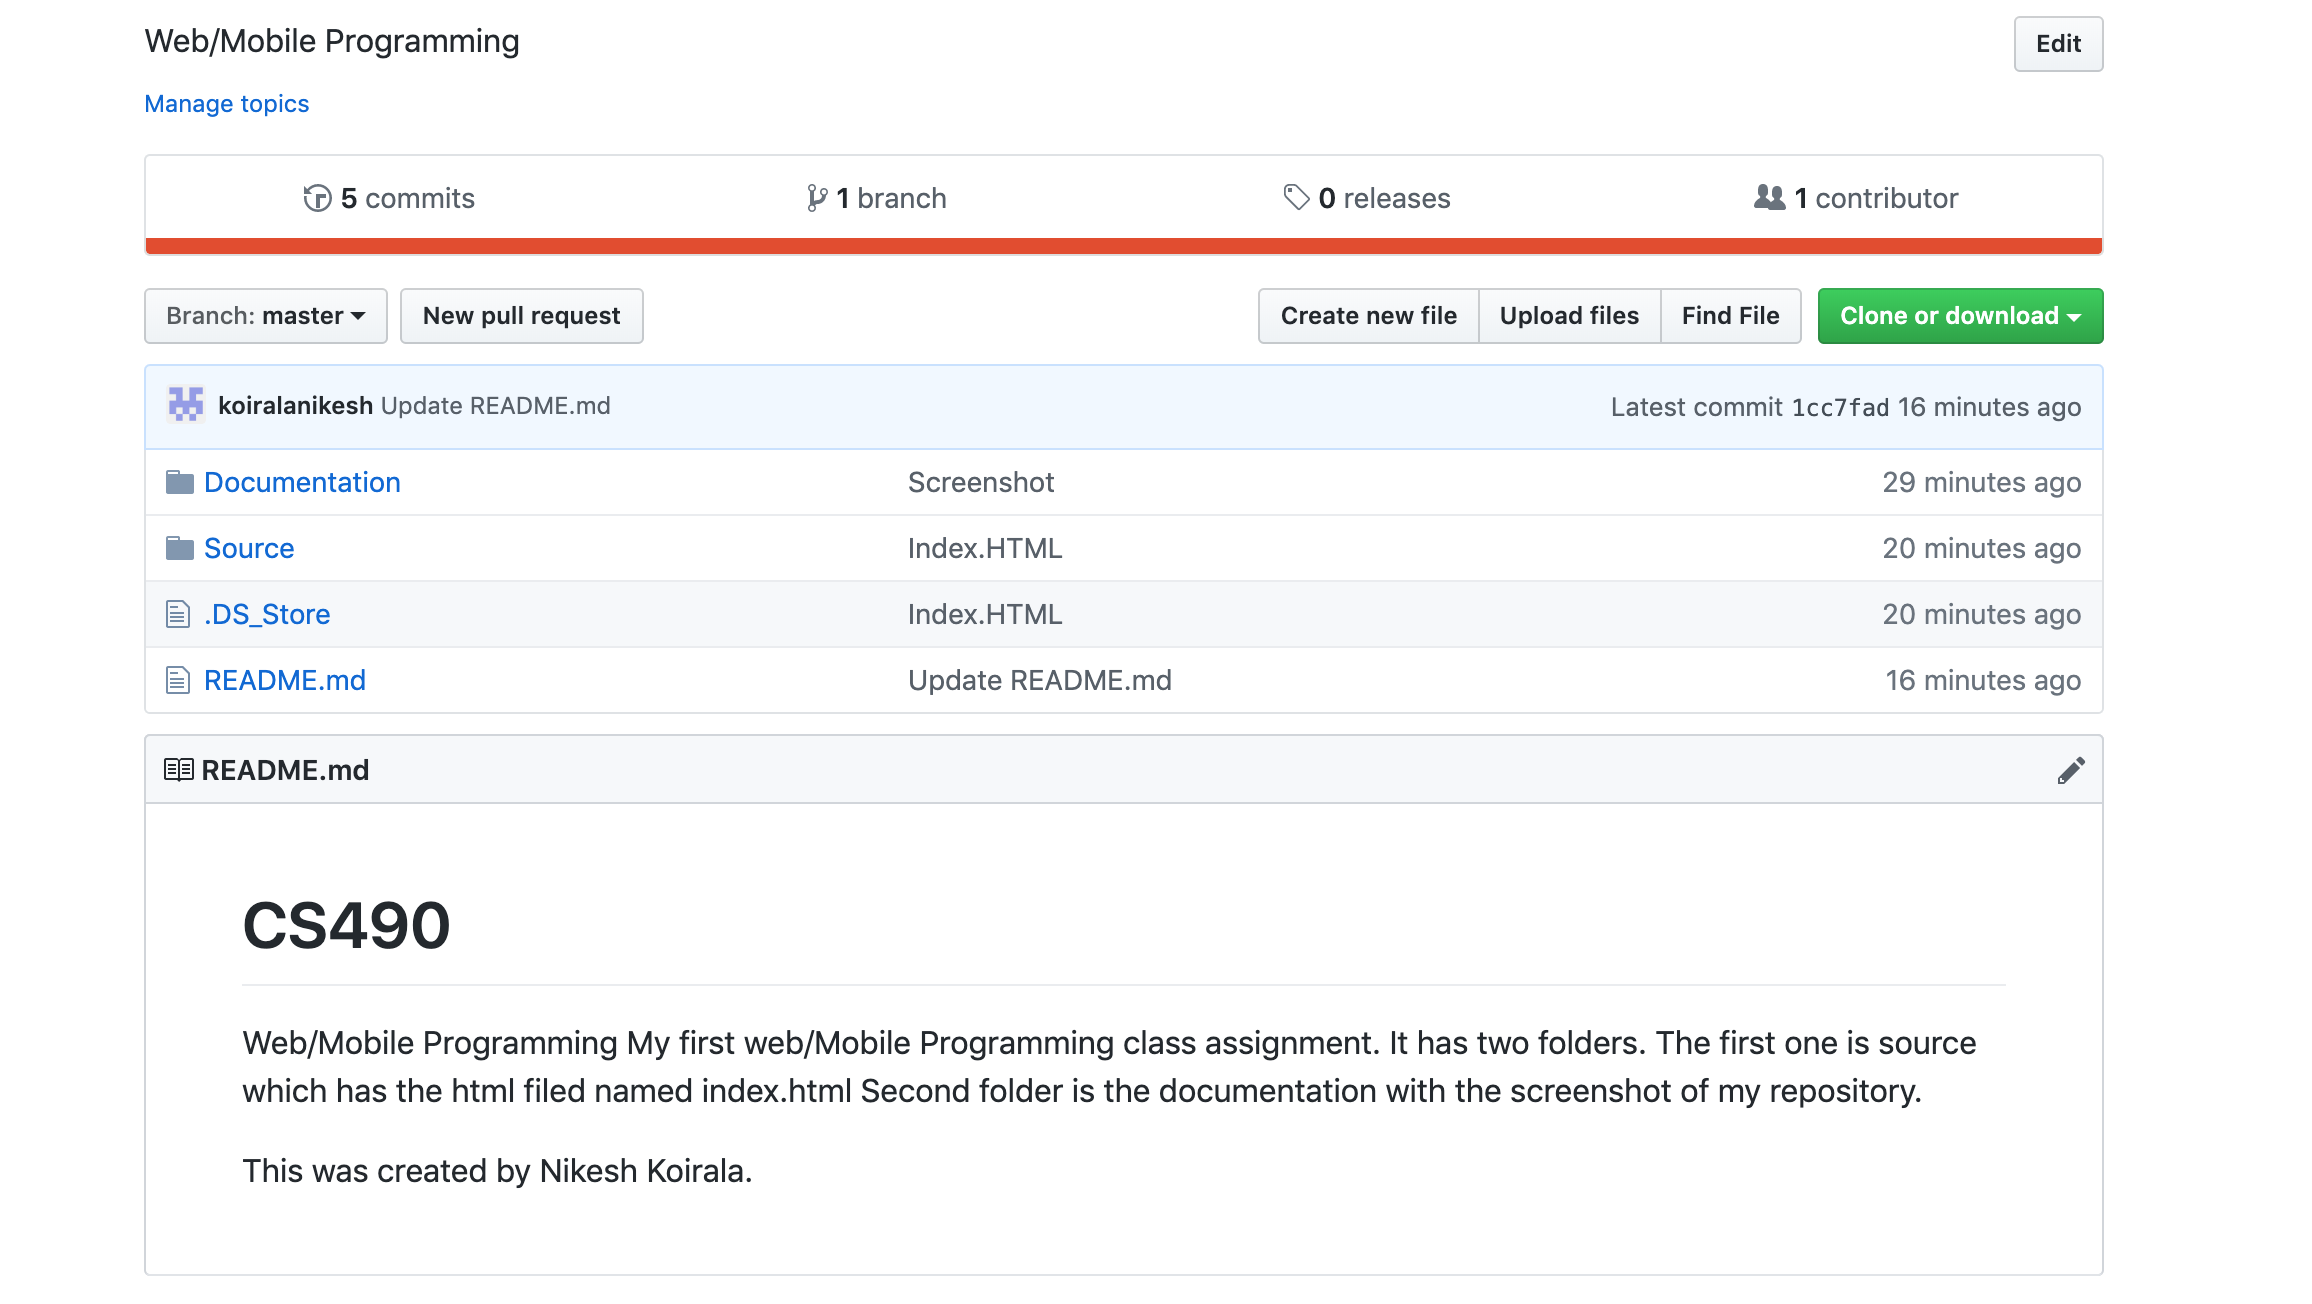 Web/Mobile Programming
Edit
Manage topics
5 commits
1 branch
0 releases
1 contributor
Branch: master
New pull request
Create new file
Upload files
Find File
Clone or download
koiralanikesh Update README.md
Latest commit 1cc7fad 16 minutes ago
Documentation
Screenshot
29 minutes ago
Source
Index.HTML
20 minutes ago
.DS_Store
Index.HTML
20 minutes ago
README.md
Update README.md
16 minutes ago
README.md
CS490
Web/Mobile Programming My first web/Mobile Programming class assignment. It has two folders. The first one is source
which has the html filed named index.html Second folder is the documentation with the screenshot of my repository.
This was created by Nikesh Koirala.